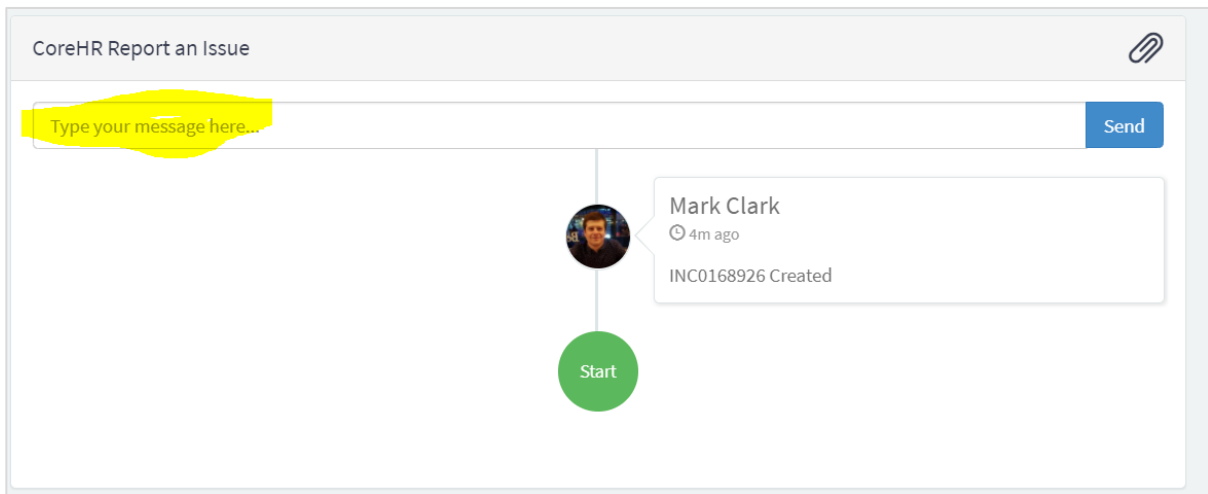 CoreHR Report an Issue
Type your message here...
Send
Mark Clark
4m ago
INC0168926 Created
Start